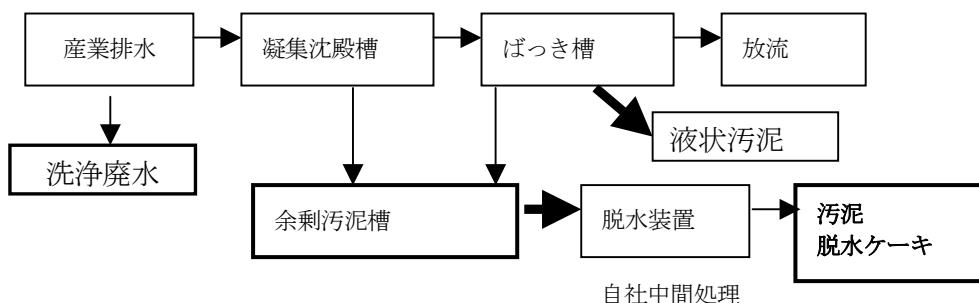 産業排水
凝集沈殿槽
ばっき槽
放流
液状汚泥
洗浄廃水
余剰汚泥槽
脱水装置
汚泥
脱水ケーキ
自社中間処理